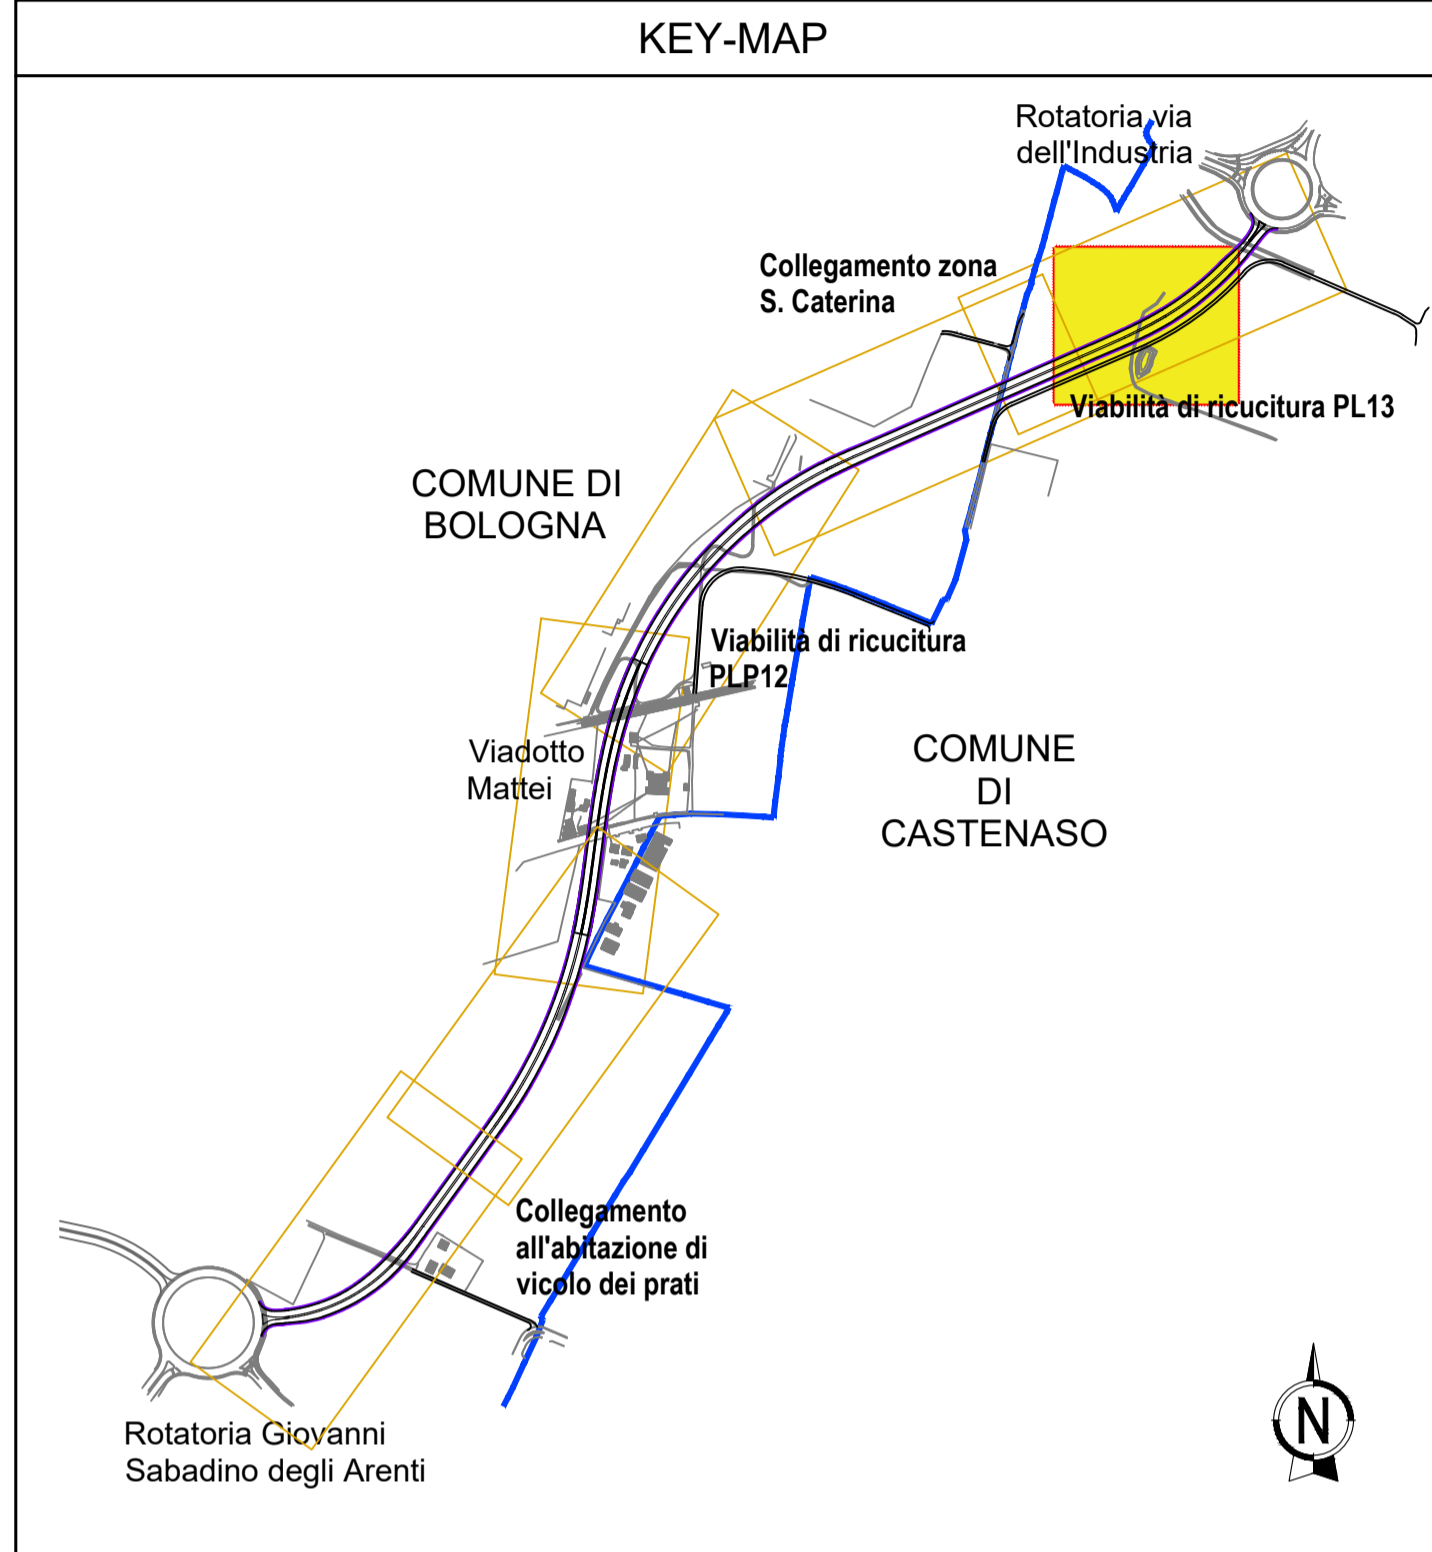 KEY-MAP
Rotatoria via
dell'Industria
Collegamento zona
S. Caterina
Viabilità di ricucitura PL13
COMUNE DI
BOLOGNA
Viabilità di ricucitura
PLP12
Viadotto
Mattei
COMUNE
DI
CASTENASO
Collegamento
all'abitazione di
vicolo dei prati
Rotatoria Giovanni
Sabadino degli Arenti
N